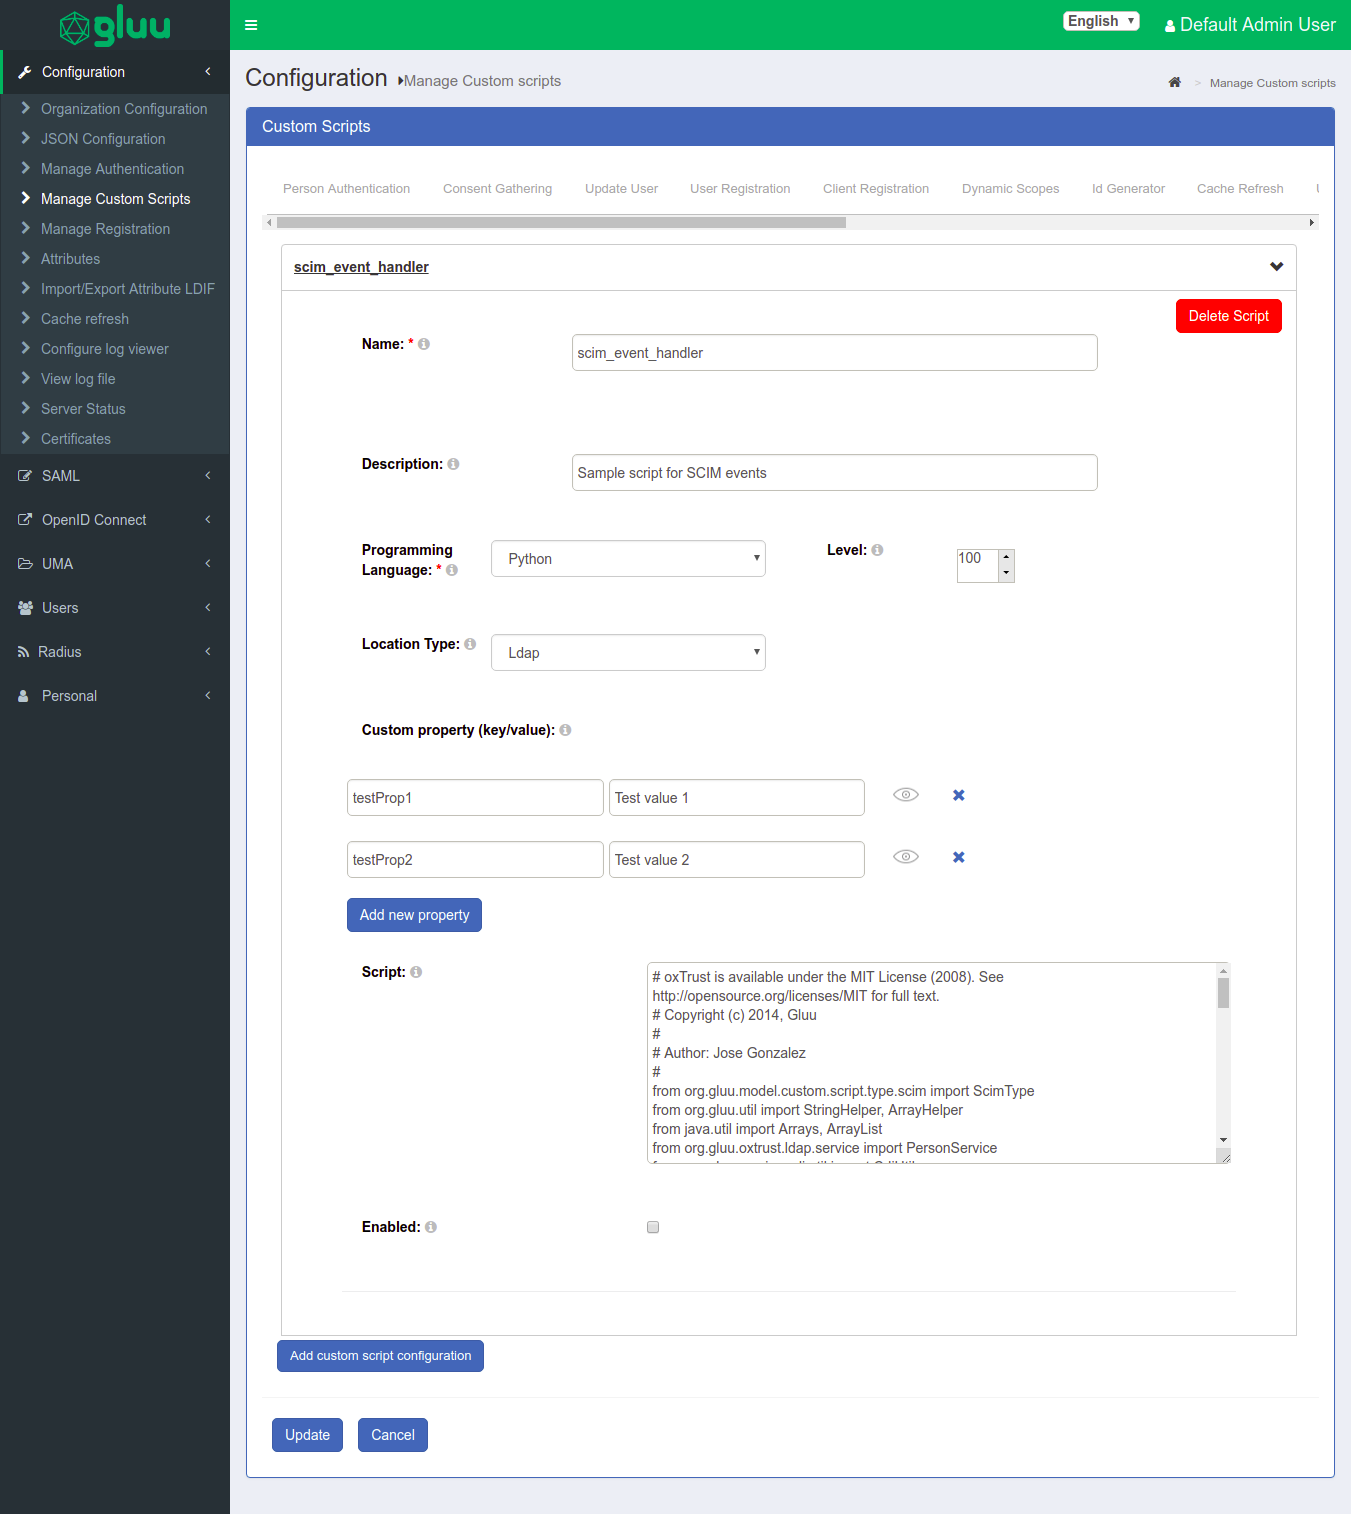 gluu
English
Default Admin User
Configuration
Organization Configuration
JSON Configuration
Manage Authentication
Manage Custom Scripts
Manage Registration
Attributes
Import/Export Attribute LDIF
Cache refresh
Configure log viewer
View log file
Server Status
Certificates
SAML
OpenID Connect
UMA
Users
Radius
Personal
Configuration Manage Custom scripts
> Manage Custom scripts
Custom Scripts
Person Authentication Consent Gathering Update User User Registration Client Registration Dynamic Scopes Id Generator Cache Refresh
scim_event_handler
Delete Script
Name: * scim_event_handler
Description: Sample script for SCIM events
Programming
Language: * Python
Level: 100
Location Type: Ldap
Custom property (key/value):
testProp1 Test value 1
testProp2 Test value 2
Add new property
Script:
# oxTrust is available under the MIT License (2008). See
http://opensource.org/licenses/MIT for full text.
# Copyright (c) 2014, Gluu
#
# Author: Jose Gonzalez
#
from org.gluu.model.custom.script.type.scim import ScimType
from org.gluu.util import StringHelper, ArrayHelper
from java.util import Arrays, ArrayList
from org.gluu.oxtrust.ldap.service import PersonService
Enabled:
Add custom script configuration
Update Cancel